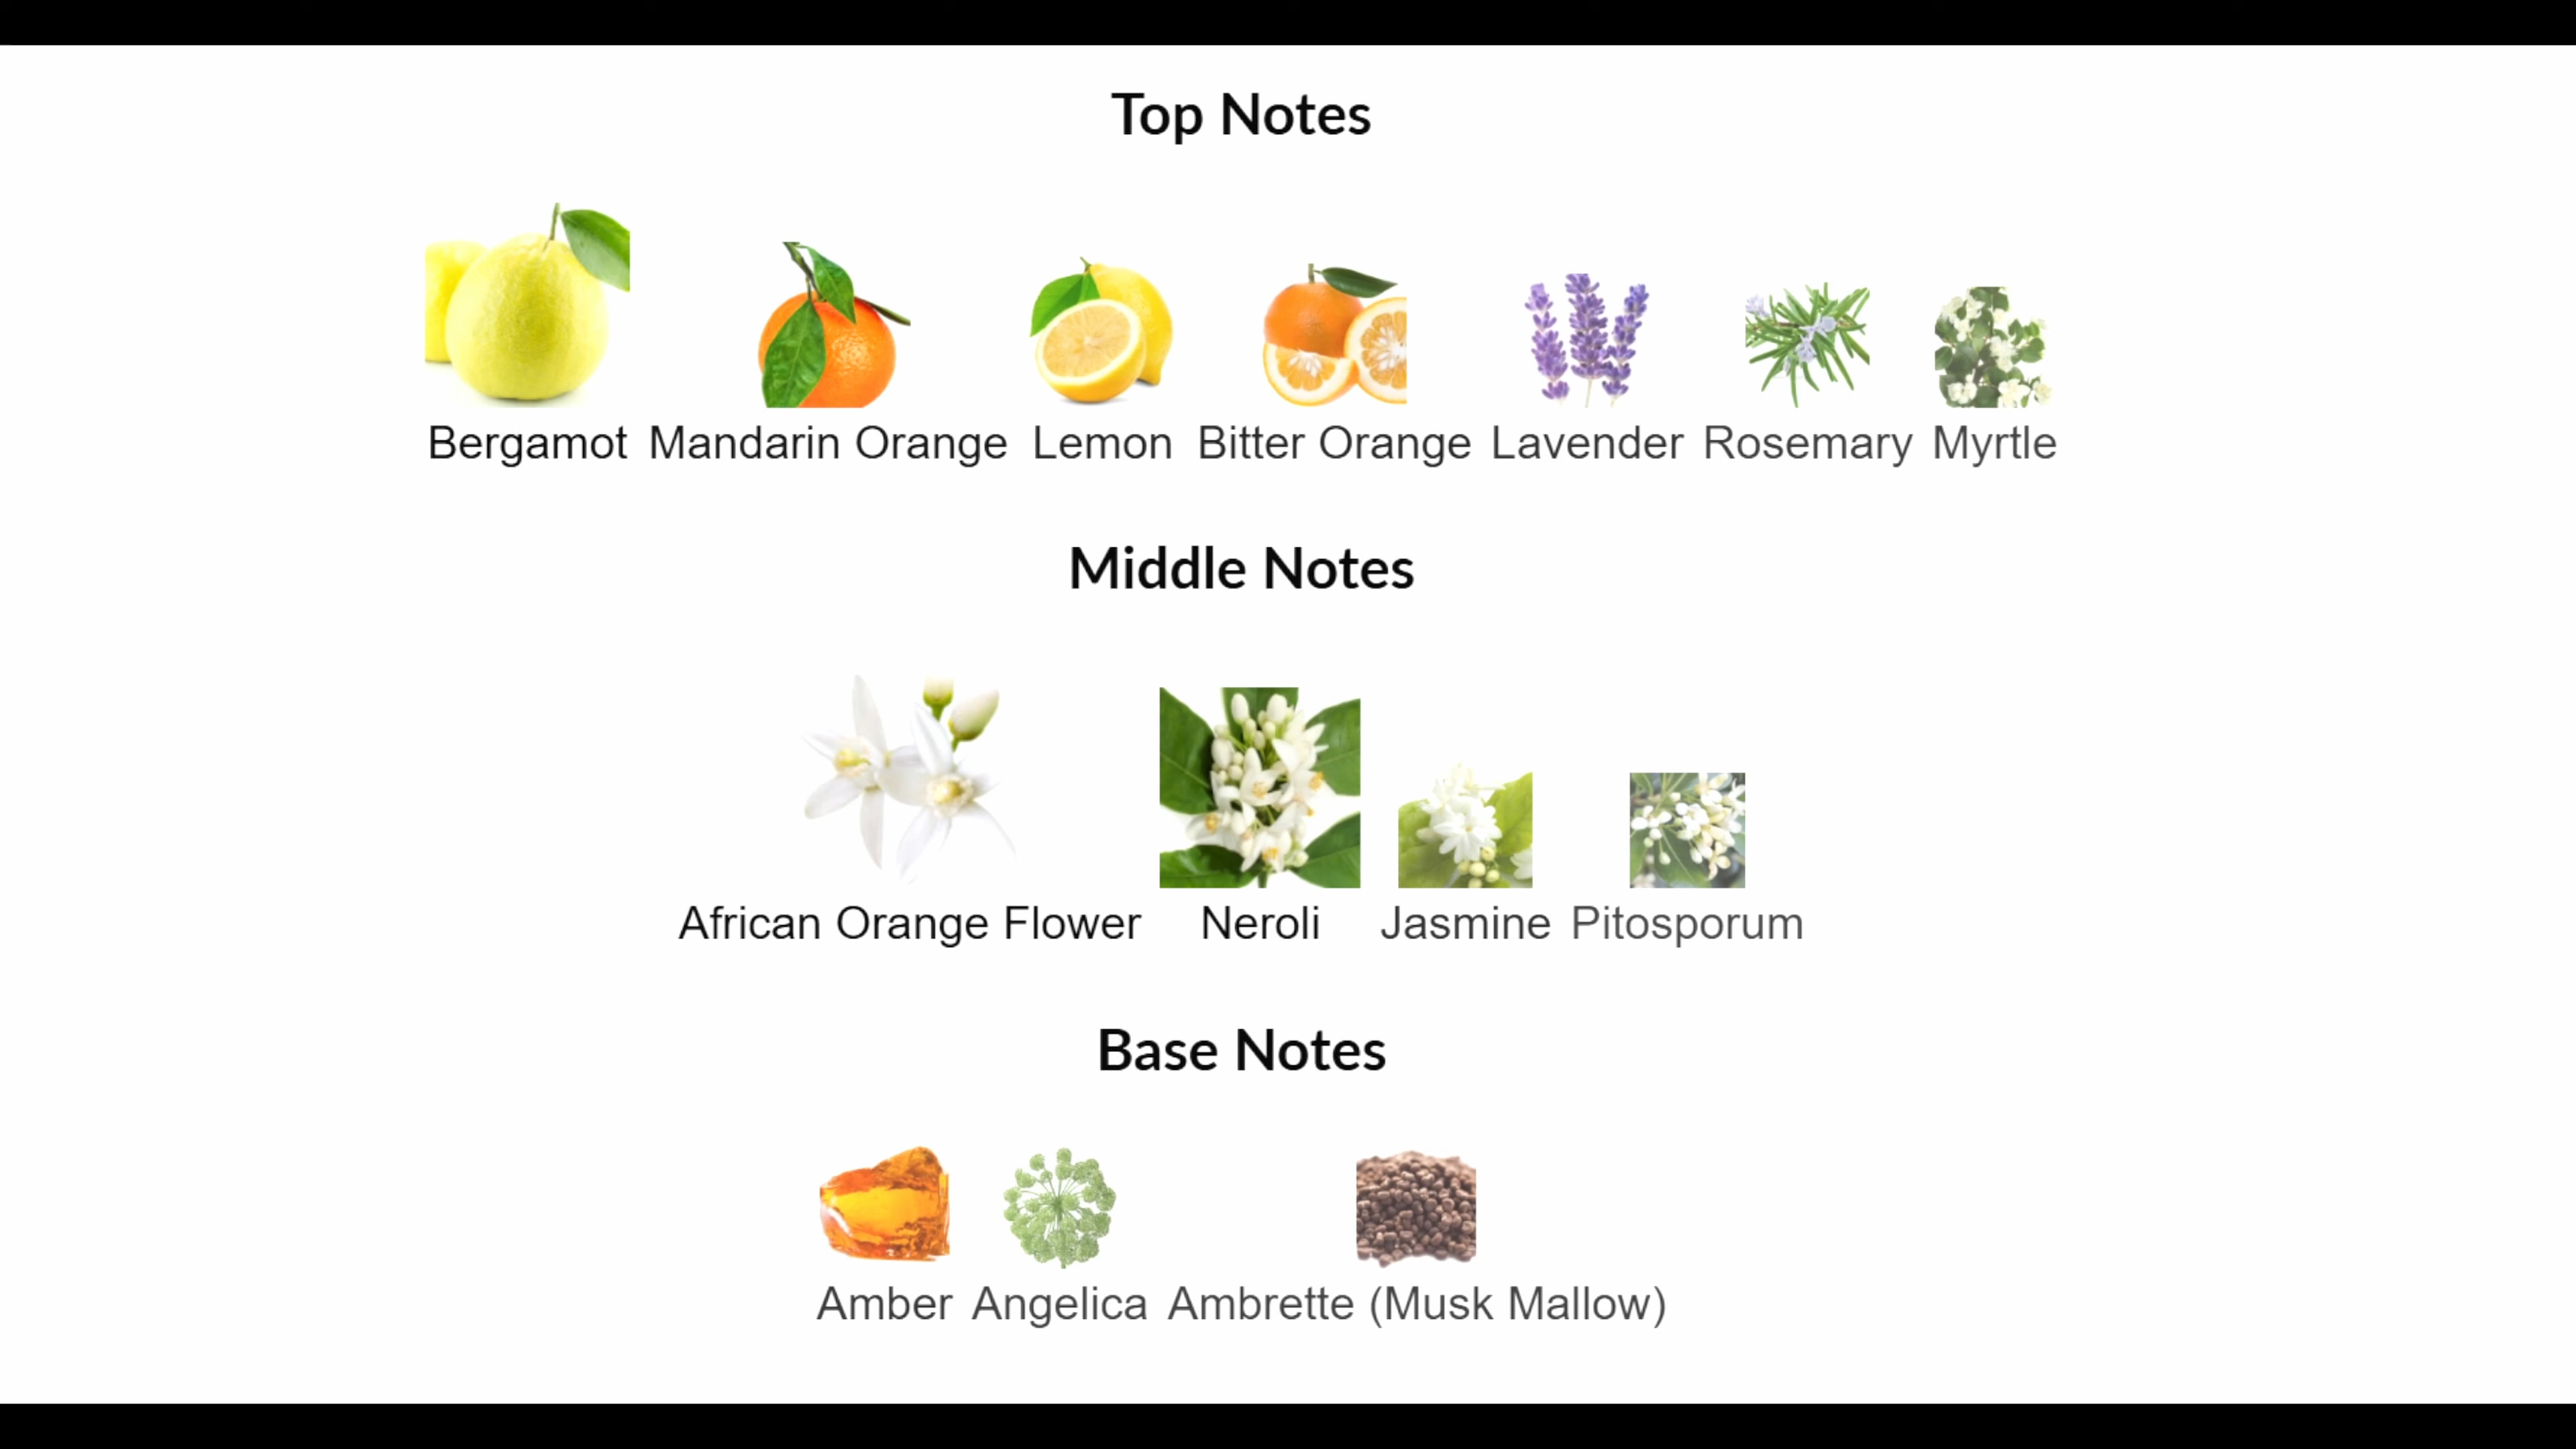 Top Notes
Bergamot Mandarin Orange Lemon Bitter Orange Lavender Rosemary Myrtle
Middle Notes
African Orange Flower Neroli Jasmine Pitosporum
Base Notes
Amber Angelica Ambrette (Musk Mallow)